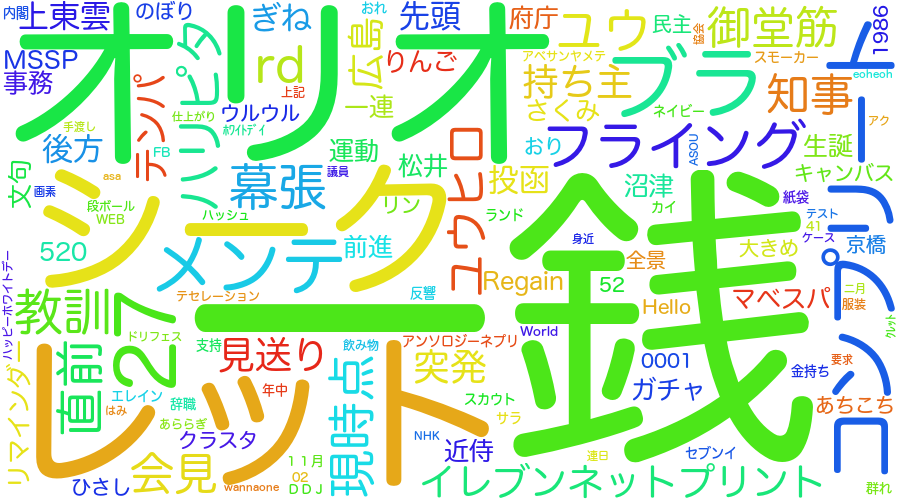 内閣
上東雲
のぼり
ぎね
おれ
先頭
府庁
ユウ
民主
協会
御堂筋
1986
MSSP
オリオ
ピタ
rd
広島
りんご
アベサンヤメテ
持ち主
ブラ
スモーカー
eoheoh
事務
テンパ
上記
仕上がり
ウルウル
一連
さくみ
ネイビー
知事
アク
手渡し
後方
FB
ﾎﾜｲﾄﾃﾞｲ
ハリ
運動
ユウヒロ
おり
フライング
ASOU
生誕
文句
画素
asa
幕張
議員
松井
投函
沼津
キャンバス
段ボール
WEB
ハッシュ
リン
ランド
カイ
紙袋
テスト
41
520
シーク
メンテ
前進
身近
銭
大きめ
ケース
京橋
ハッピーホワイトデー
テセレーション
反響
Regain
全景
52
Hello
マベスパ
二月
服装
教訓
27
ドリフェス
支持
見送り
飲み物
アンソロジーネプリ
World
ｸﾚｯﾄ
リマインダー
直前
エレイン
はみ
辞職
年中
現時点
突発
0001
ガチャ
金持ち
要求
レット
あららぎ
スカウト
サラ
あちこち
クラスタ
NHK
近侍
セブンイ
連日
ひさし
会見
wannaone
１１月
02
ＤＤＪ
イレブンネットプリント
群れ